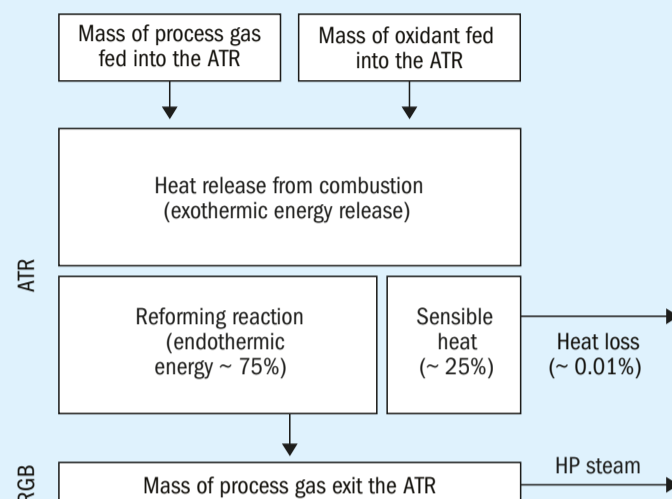 Mass of process gas
fed into the ATR
Mass of oxidant fed
into the ATR
Heat release from combustion
(exothermic energy release)
ATR
Reforming reaction
(endothermic
energy ~ 75%)
Sensible
heat
(~ 25%)
Heat loss
(~ 0.01%)
HP steam
RGB
Mass of process gas exit the ATR